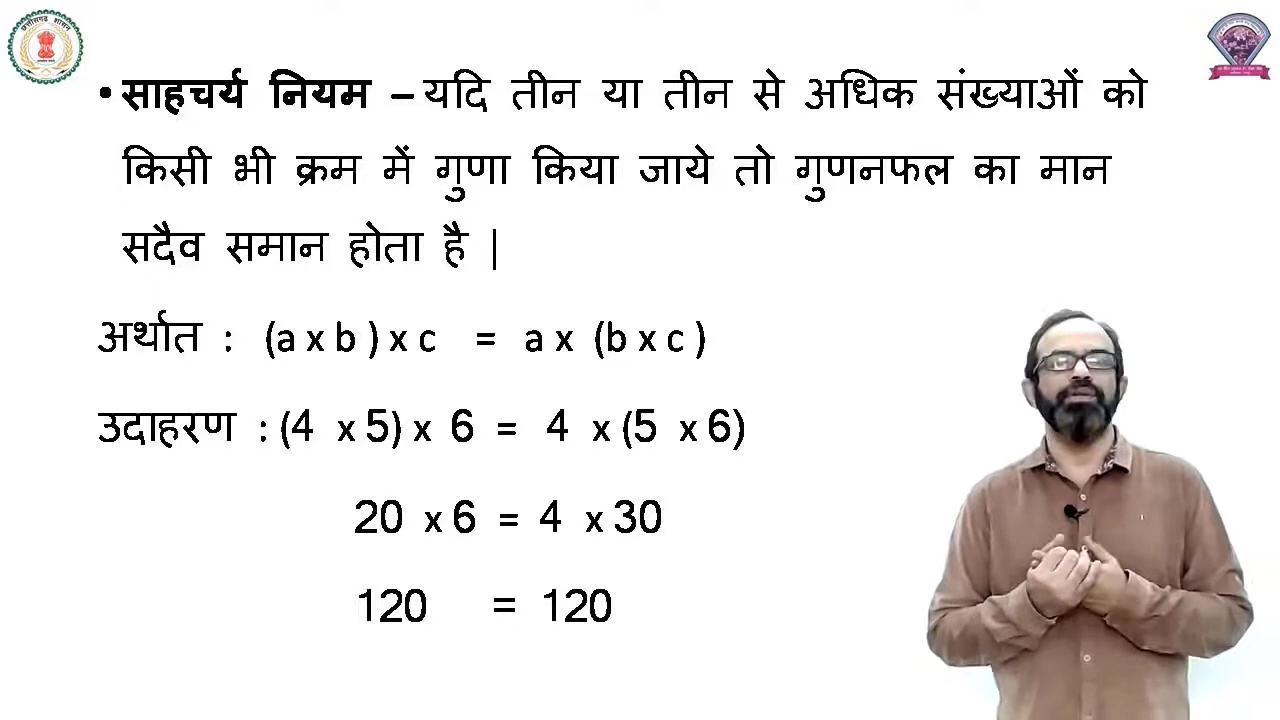 • साहचर्य नियम – यदि तीन या तीन से अधिक संख्याओं को
किसी भी क्रम में गुणा किया जाये तो गुणनफल का मान
सदैव समान होता है |
अर्थात : (a x b ) x c = a x (b x c )
उदाहरण : (4 x 5) x 6 = 4 x (5 x 6)
20 x 6 = 4 x 30
120 = 120